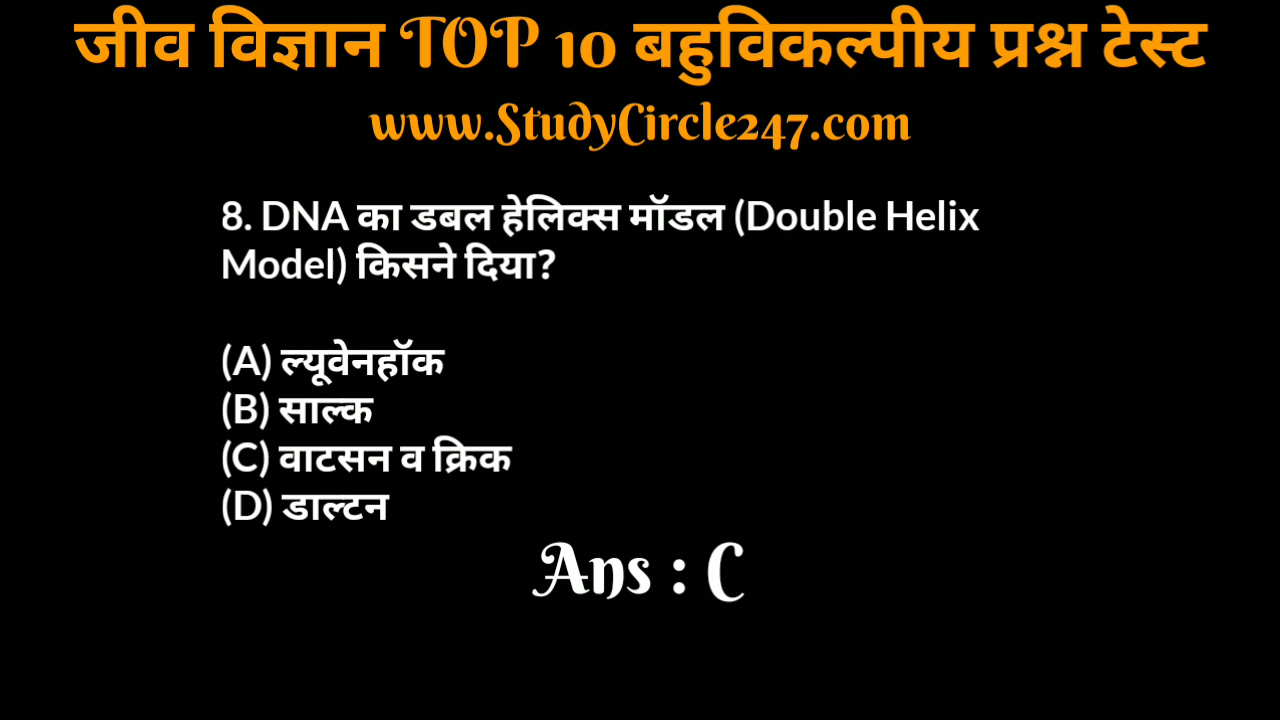 जीव विज्ञान TOP 10 बहुविकल्पीय प्रश्न टेस्ट
www.StudyCircle247.com
8. DNA का डबल हेलिक्स मॉडल (Double Helix
Model) किसने दिया?
(A) ल्यूवेनहॉक
(B) साल्क
(C) वाटसन व क्रिक
(D) डाल्टन
Ans : C